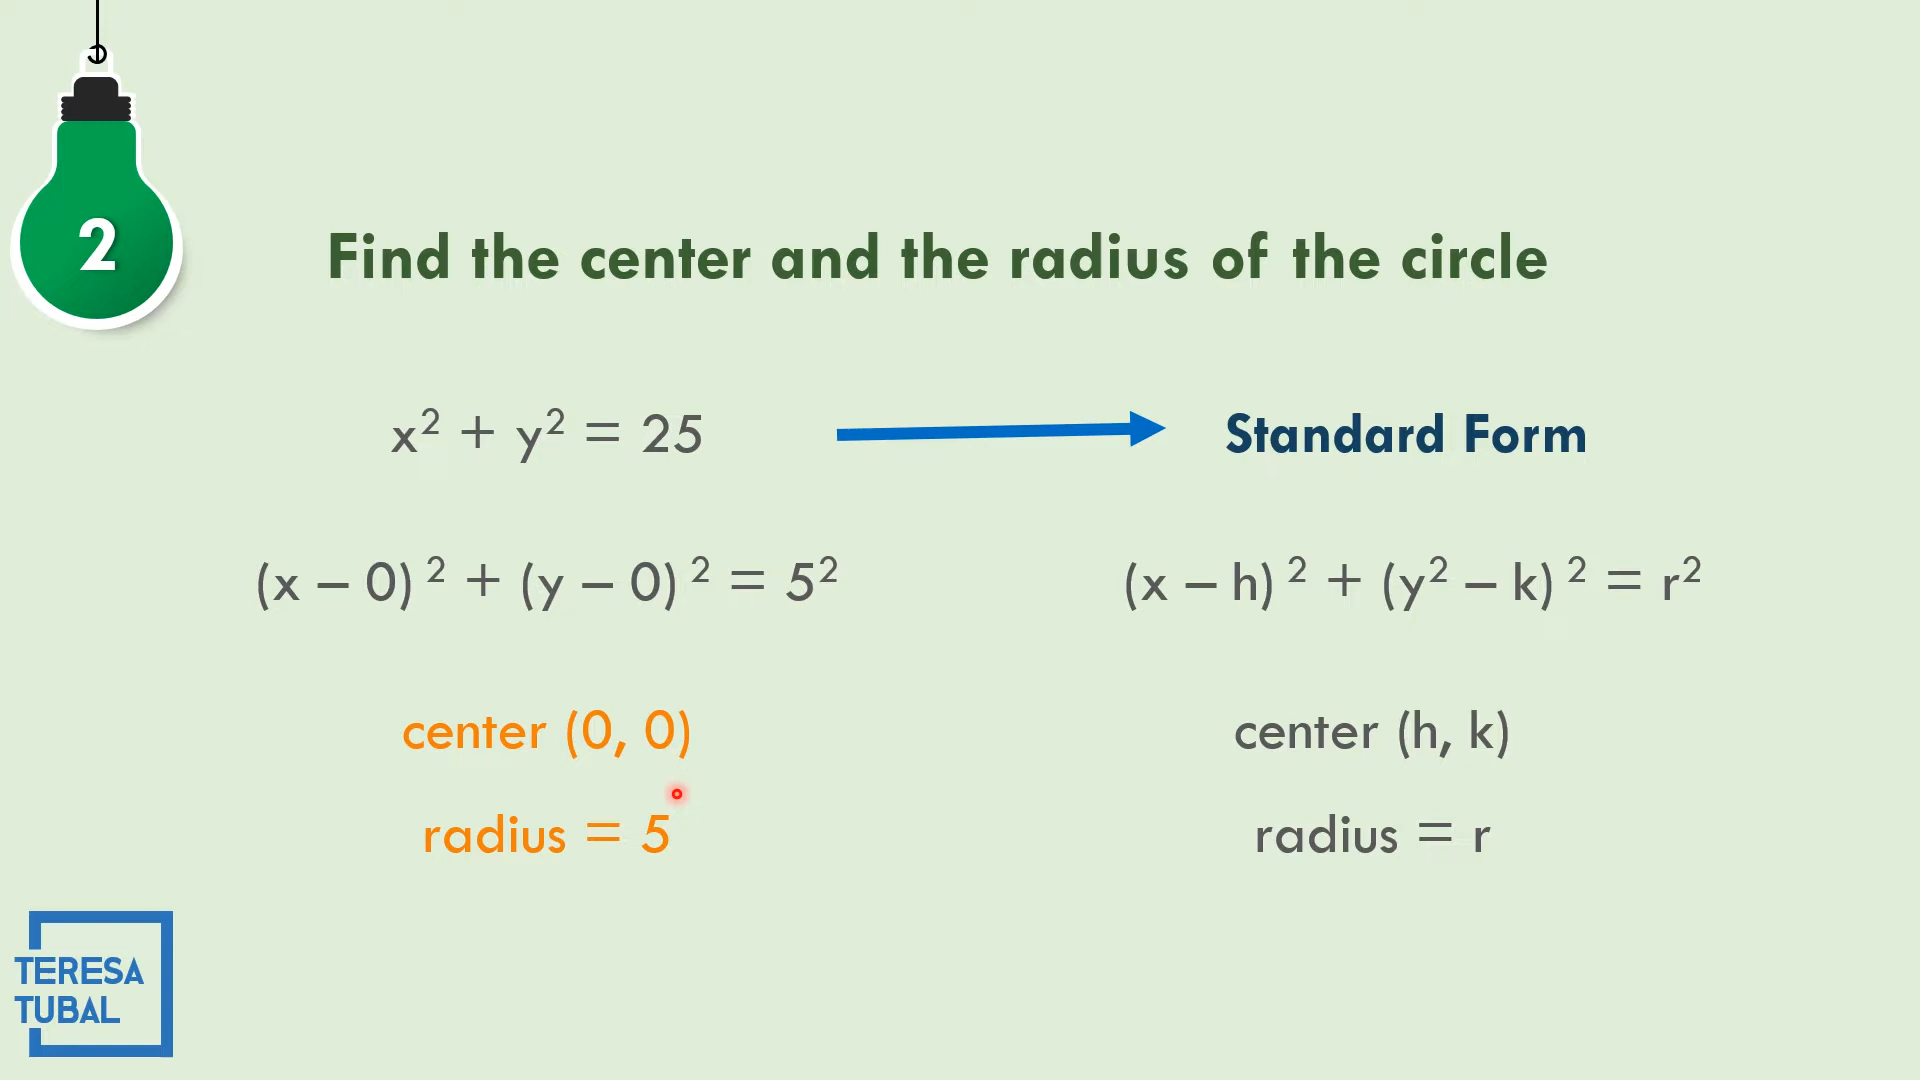 2
Find the center and the radius of the circle
x² + y² = 25
Standard Form
(x – 0)² + (y – 0)² = 5²
(x – h)² + (y² – k)² = r²
center (0, 0)
center (h, k)
radius = 5
radius = r
TERESA
TUBAL